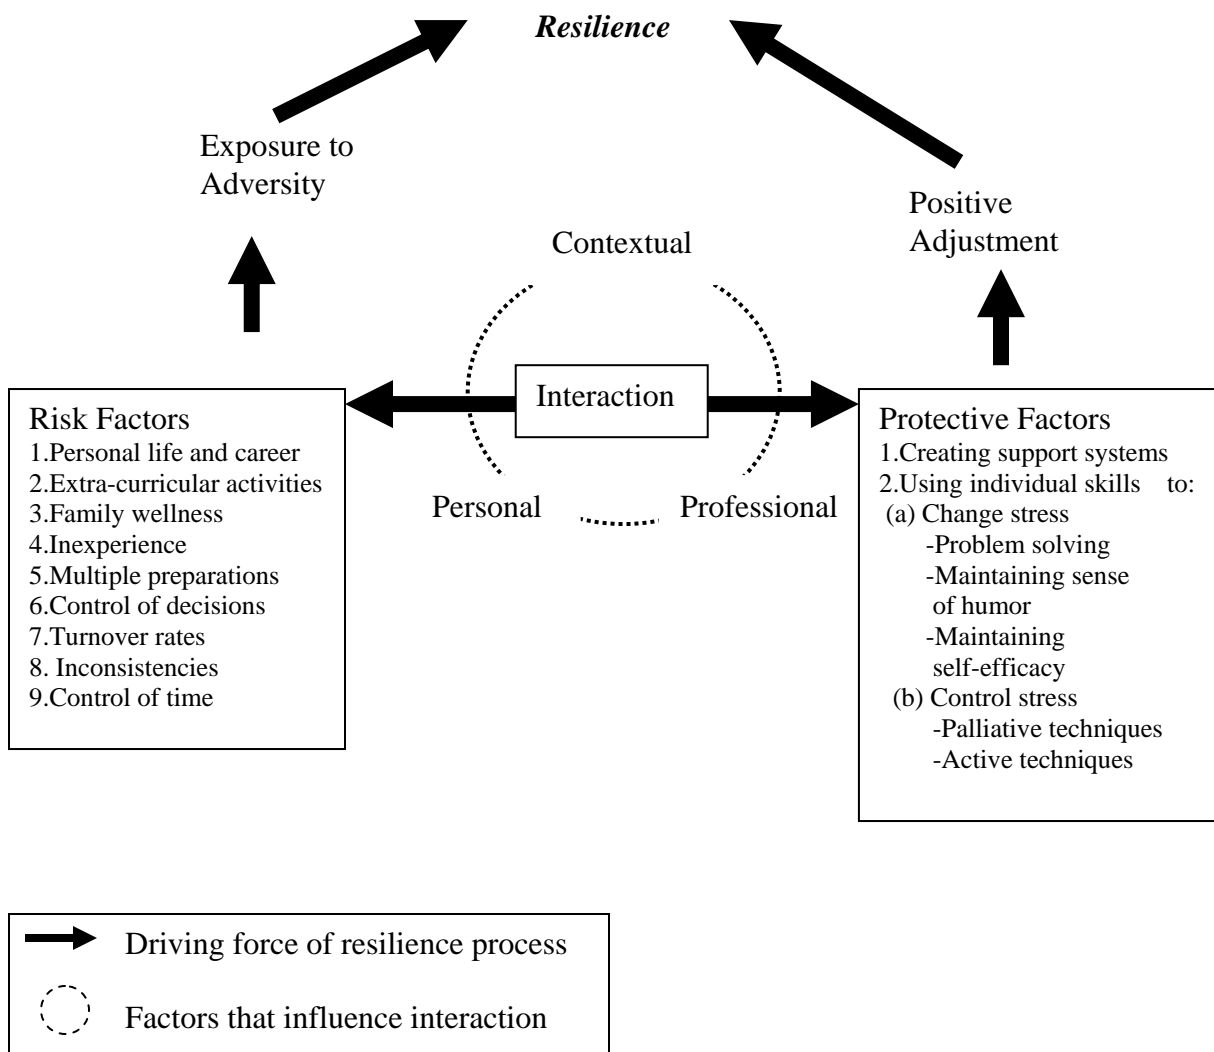 Resilience
Exposure to
Adversity
Positive
Adjustment
Contextual
Interaction
Personal
Professional
Risk Factors
1.Personal life and career
2.Extra-curricular activities
3.Family wellness
4.Inexperience
5.Multiple preparations
6.Control of decisions
7.Turnover rates
8. Inconsistencies
9.Control of time
Protective Factors
1.Creating support systems
2.Using individual skills    to:
(a) Change stress
-Problem solving
-Maintaining sense
of humor
-Maintaining
self-efficacy
(b) Control stress
-Palliative techniques
-Active techniques
Driving force of resilience process
Factors that influence interaction